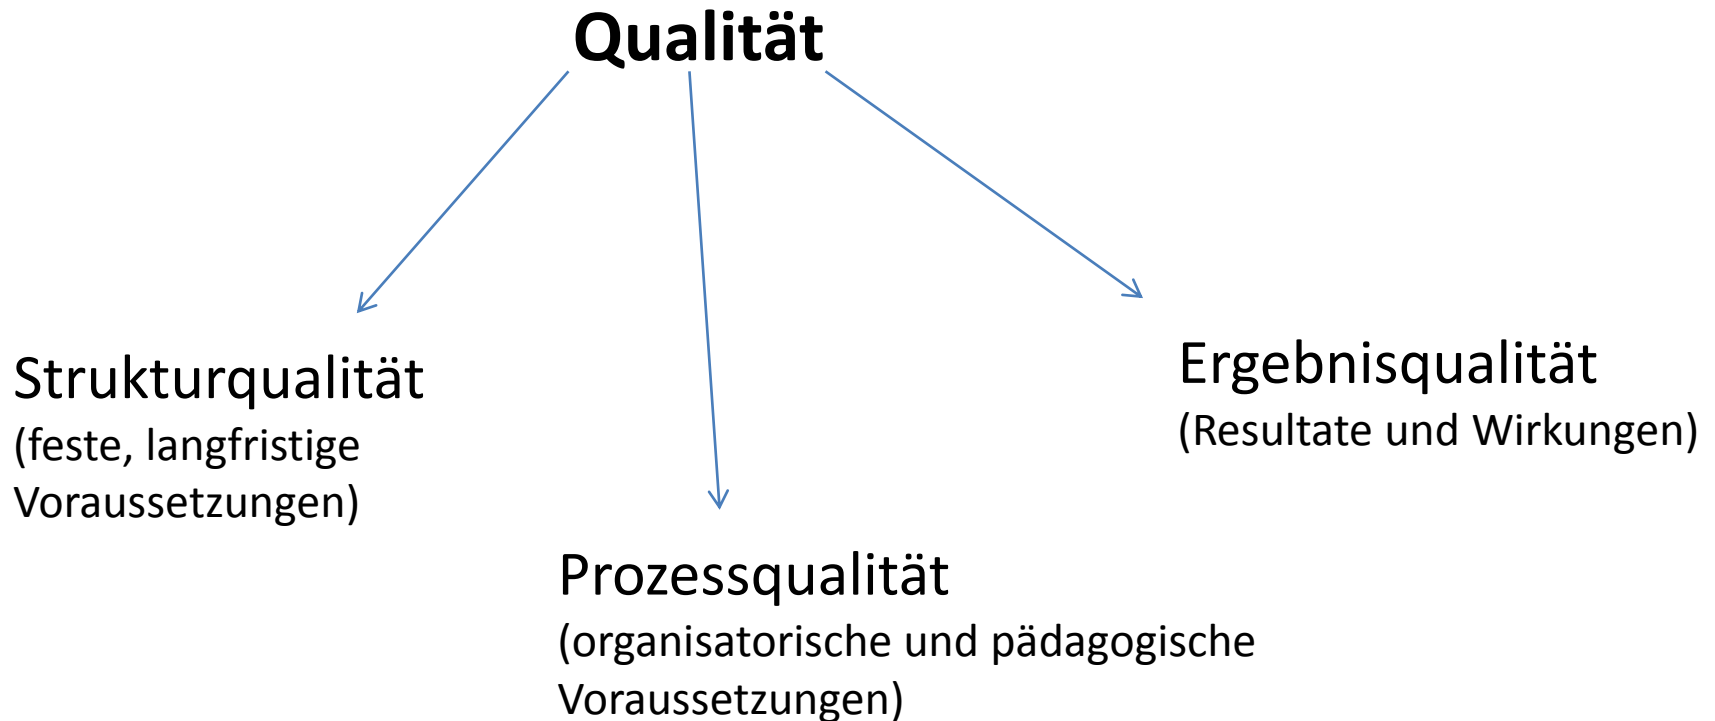 Qualität
Strukturqualität
(feste, langfristige
Voraussetzungen)
Prozessqualität
(organisatorische und pädagogische
Voraussetzungen)
Ergebnisqualität
(Resultate und Wirkungen)